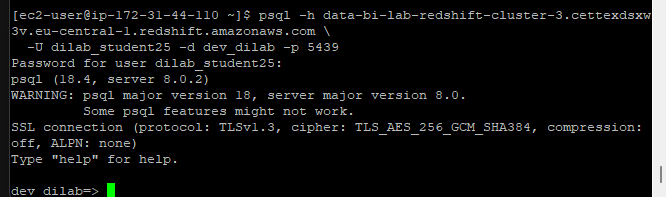 [ec2-user@ip-172-31-44-110 ~]$ psql -h data-bi-lab-redshift-cluster-3.cettexdsxw
3v.eu-central-1.redshift.amazonaws.com \
  -U dilab_student25 -d dev_dilab -p 5439
Password for user dilab_student25:
psql (18.4, server 8.0.2)
WARNING: psql major version 18, server major version 8.0.
         Some psql features might not work.
SSL connection (protocol: TLSv1.3, cipher: TLS_AES_256_GCM_SHA384, compression:
off, ALPN: none)
Type "help" for help.
dev_dilab=>